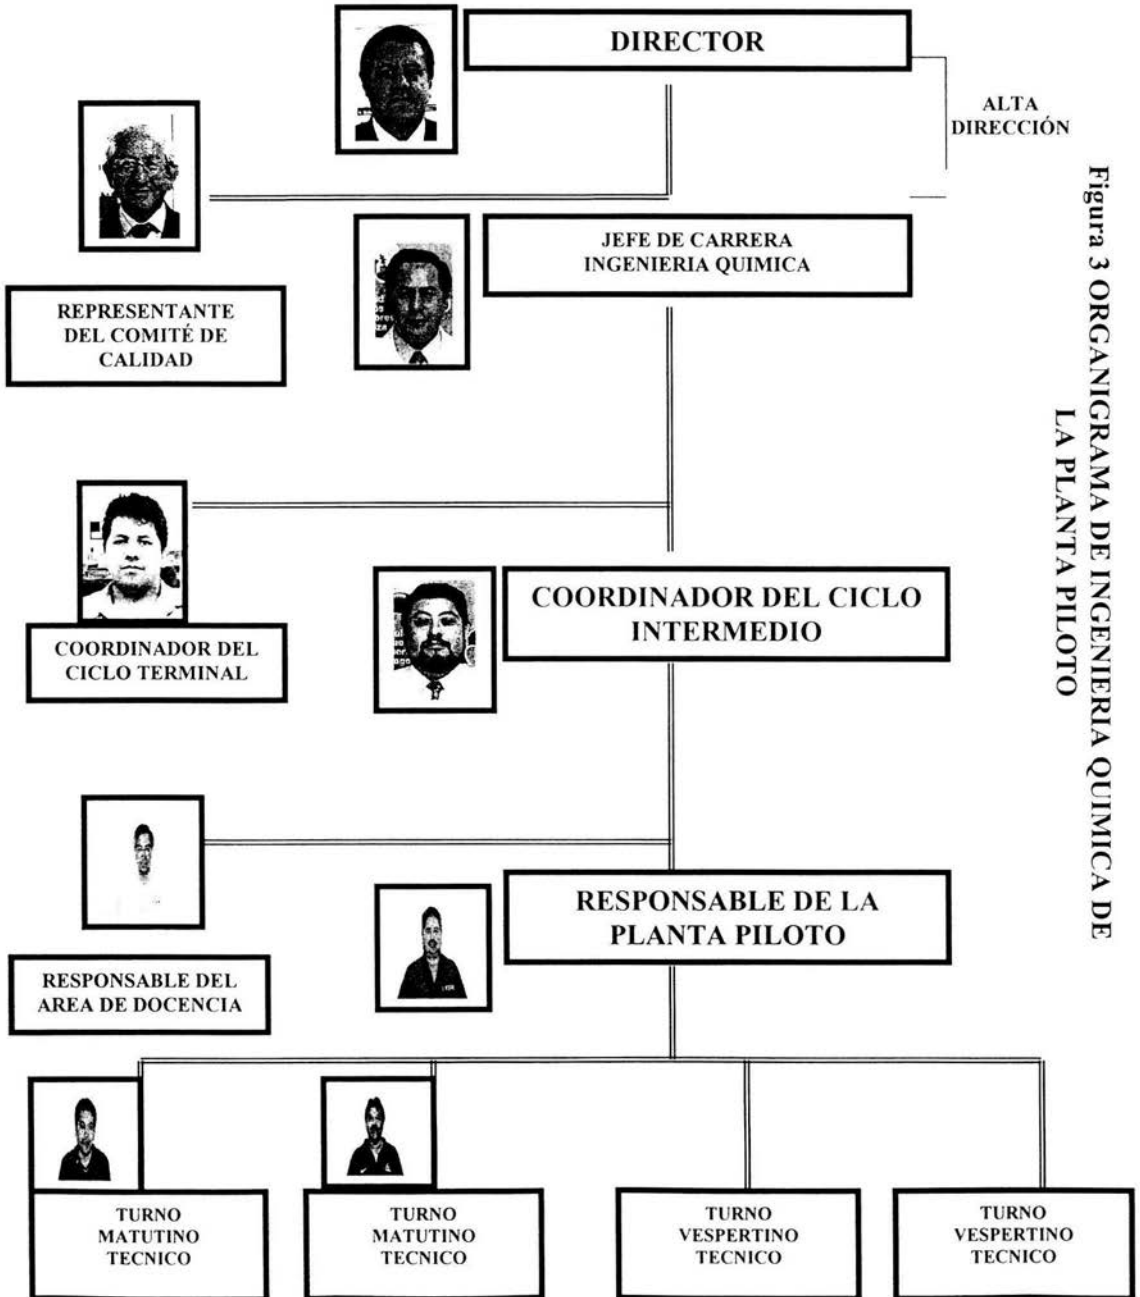 DIRECTOR
ALTA
DIRECCIÓN
Figura 3 ORGANIGRAMA DE INGENIERIA QUIMICA DE
LA PLANTA PILOTO
JEFE DE CARRERA
INGENIERIA QUIMICA
REPRESENTANTE
DEL COMITÉ DE
CALIDAD
COORDINADOR DEL CICLO
INTERMEDIO
COORDINADOR DEL
CICLO TERMINAL
RESPONSABLE DE LA
PLANTA PILOTO
RESPONSABLE DEL
AREA DE DOCENCIA
TURNO
MATUTINO
TECNICO
TURNO
MATUTINO
TECNICO
TURNO
VESPERTINO
TECNICO
TURNO
VESPERTINO
TECNICO